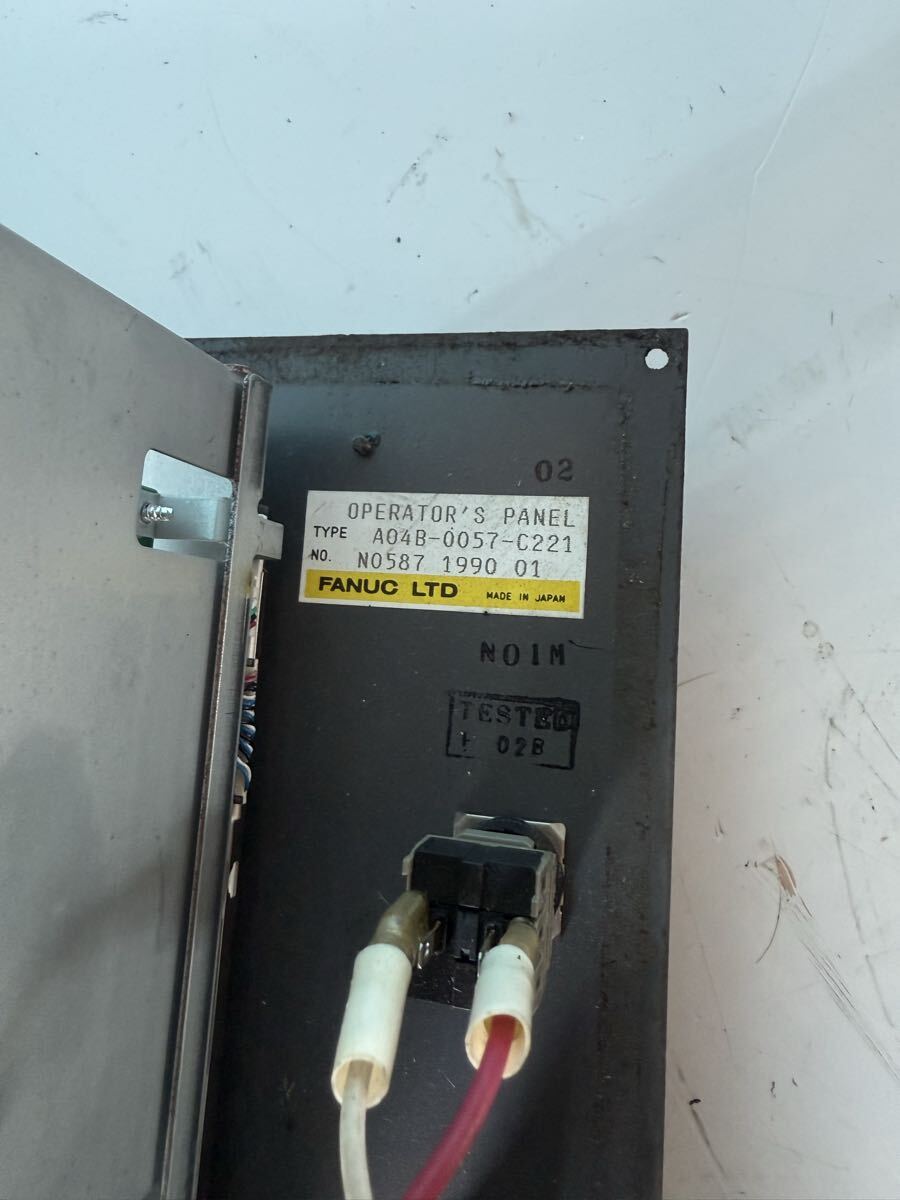 02
OPERATOR'S PANEL
TYPE A04B-0057-C221
NO. N0587 1990 01
FANUC LTD MADE IN JAPAN
N01M
TESTED
02B